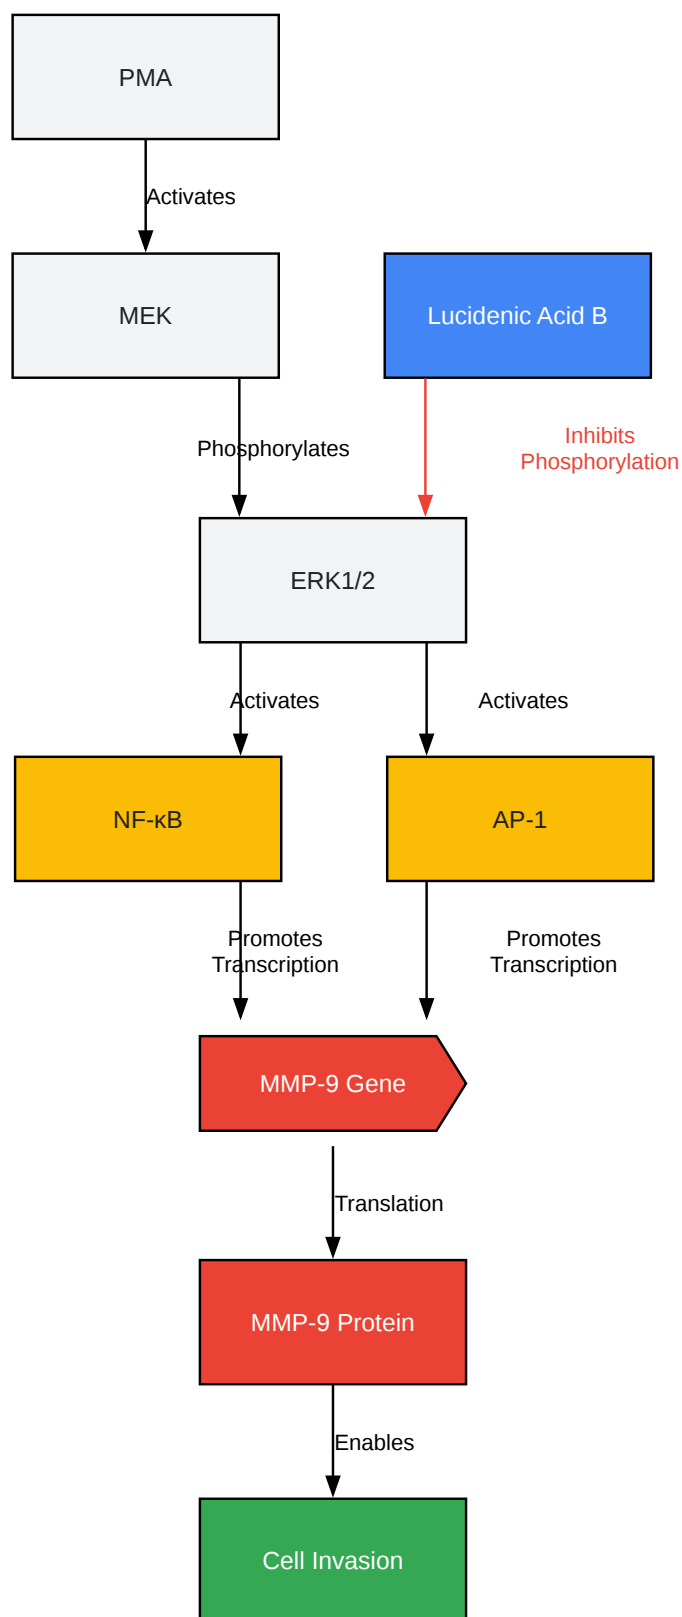 PMA
Activates
MEK
Lucidenic Acid B
Phosphorylates
Inhibits
Phosphorylation
ERK1/2
Activates
Activates
NF-κB
AP-1
Promotes
Transcription
Promotes
Transcription
MMP-9 Gene
Translation
MMP-9 Protein
Enables
Cell Invasion